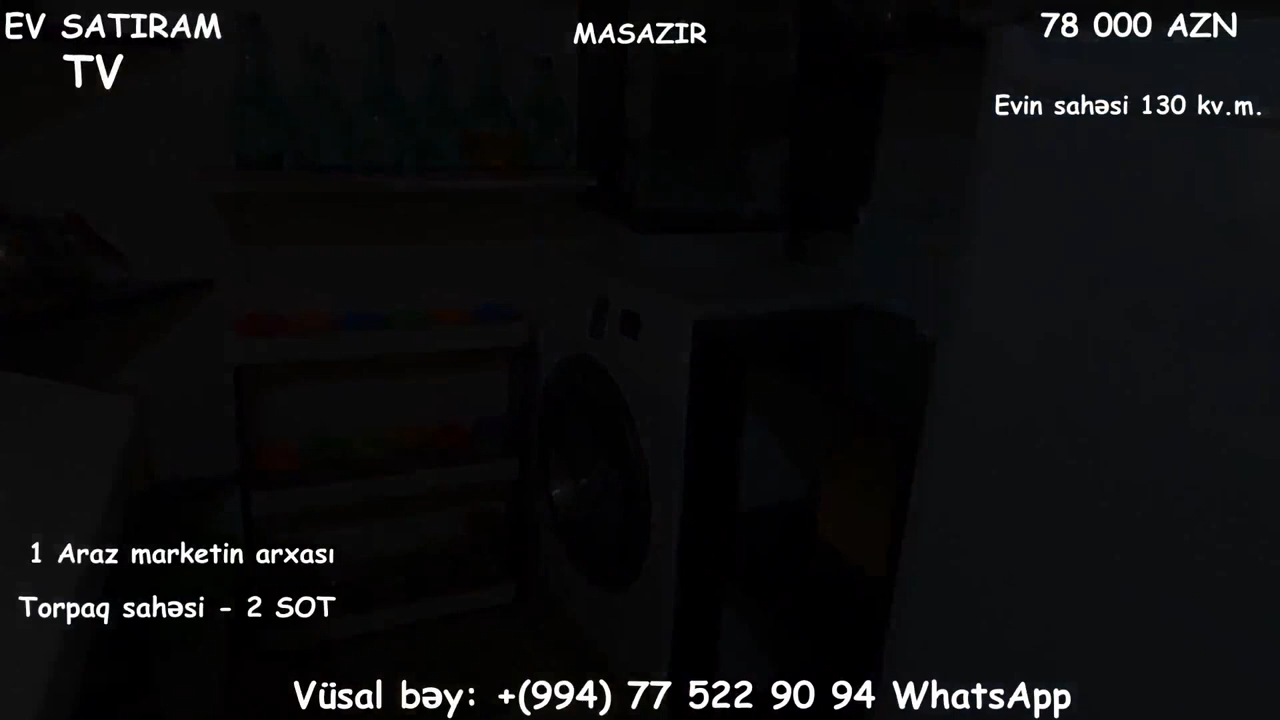 EV SATIRAM
TV
MASAZIR
78 000 AZN
Evin sahəsi 130 kv.m.
1 Araz marketin arxası
Torpaq sahəsi - 2 SOT
Vüsal bəy: +(994) 77 522 90 94 WhatsApp